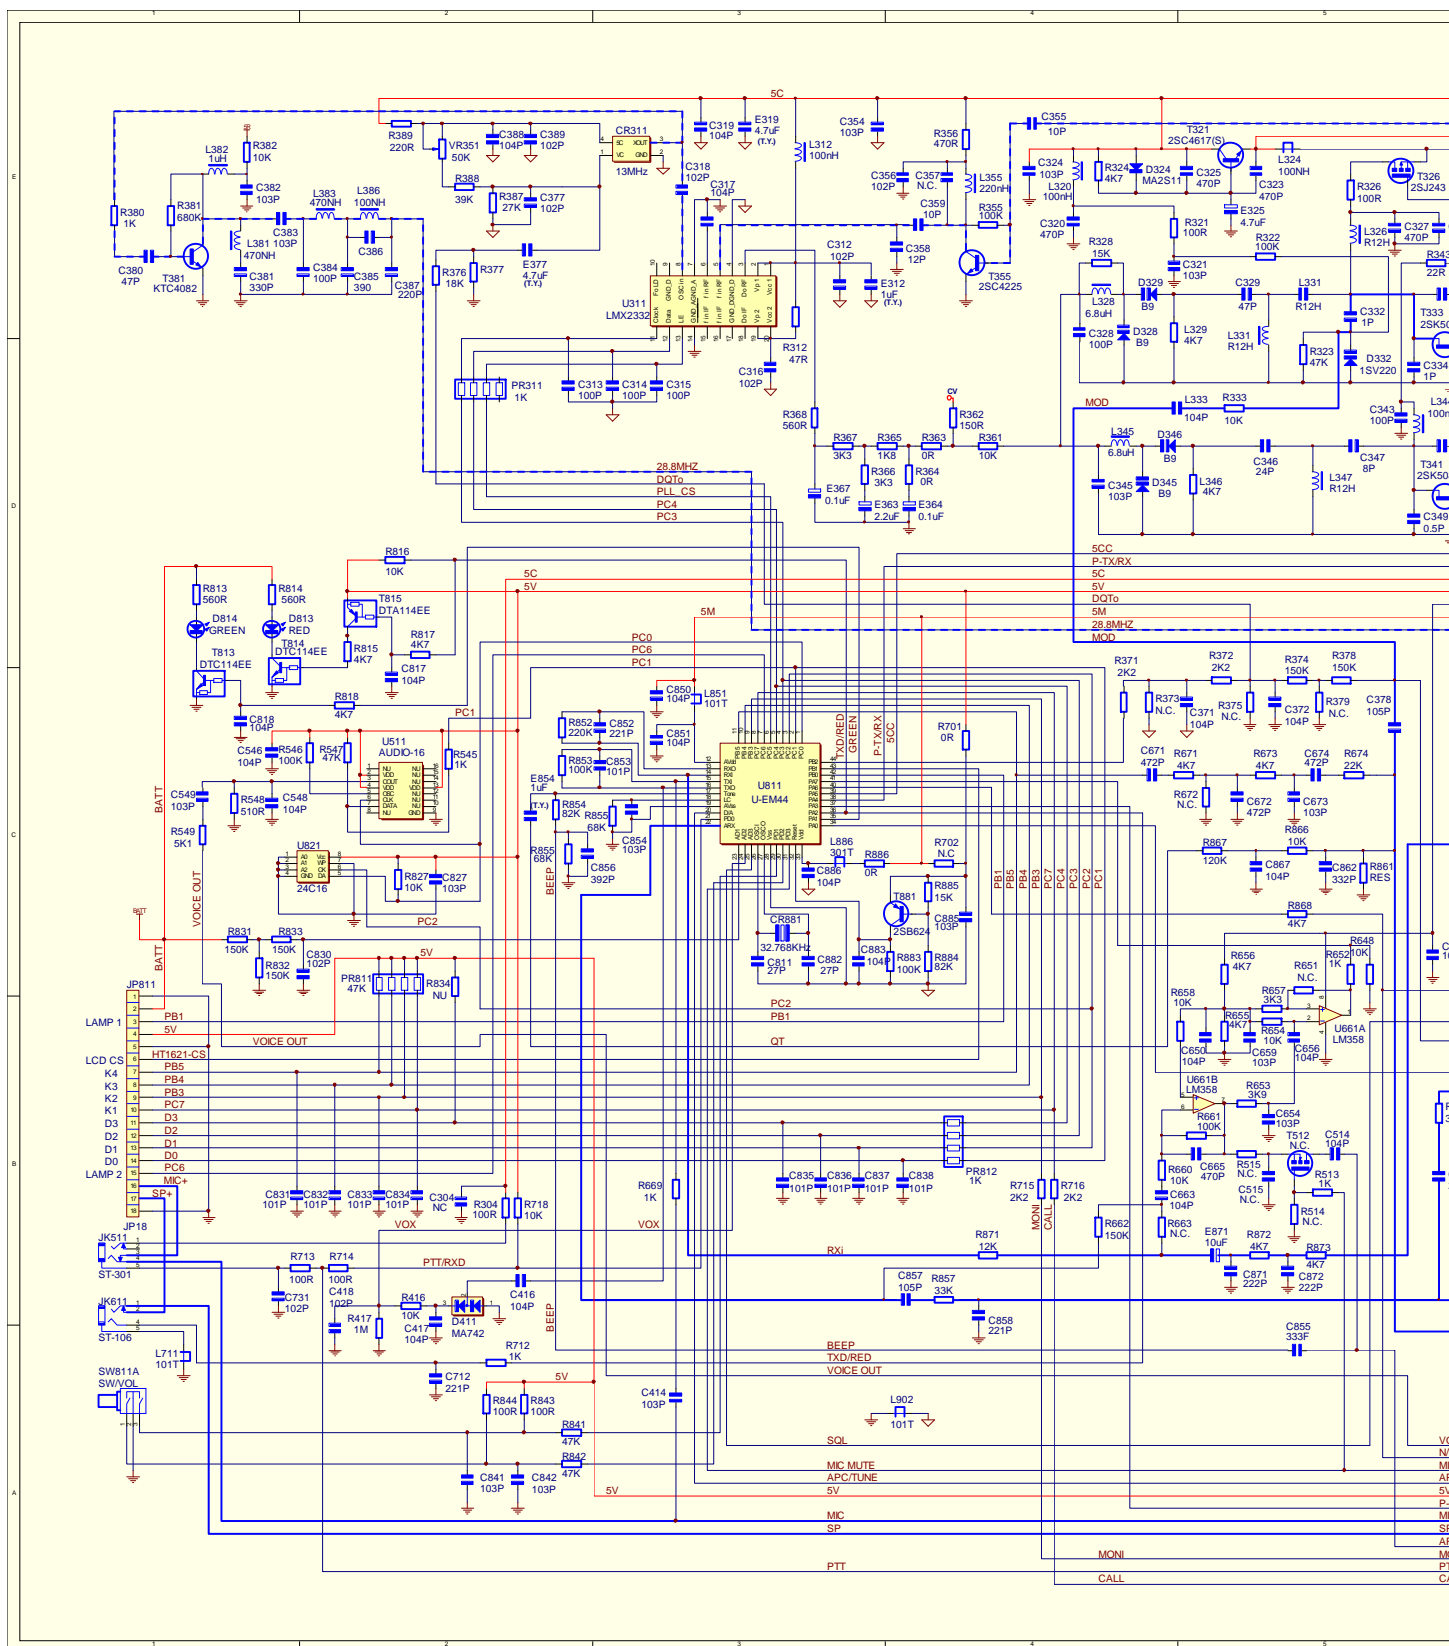 1 2 3 4 5
5C
R389
220R
VR351
50K
C388
104P
C389
102P
CR311
13MHz
C319
104P
E319
4.7uF
(T.Y.)
L312
100nH
C354
103P
R356
470R
C355
10P
T321
2SC4617(S)
L324
100NH
L382
1uH
R382
10K
C382
103P
R388
39K
R387
27K
C377
102P
C318
102P
C317
104P
C356
102P
C357
N.C.
L355
220nH
C324
103P
L320
100nH
R324
4K7
D324
MA2S11
C325
470P
C323
470P
T326
2SJ243
R326
100R
E
R380
1K
R381
680K
L383
470NH
L386
100NH
C383
103P
L381
470NH
C386
C359
10P
R355
100K
C320
470P
E325
4.7uF
R321
100R
L326
R12H
C327
470P
C380
47P
T381
KTC4082
C381
330P
C384
100P
C385
390
C387
220P
R376
18K
R377
E377
4.7uF
(T.Y.)
C312
102P
C358
12P
T355
2SC4225
R328
15K
R322
100K
C321
103P
R343
22R
U311
LMX2332
E312
1uF
(T.Y.)
L328
6.8uH
D329
B9
C329
47P
L331
R12H
C332
1P
T333
C328
100P
D328
B9
L329
4K7
L331
R12H
R323
47K
D332
1SV220
C334
1P
R312
47R
C316
102P
PR311
1K
C313
100P
C314
100P
C315
100P
CV
R362
150R
MOD
L333
104P
R333
10K
C343
100P
R368
560R
R367
3K3
R365
1K8
R363
0R
R361
10K
R366
3K3
R364
0R
L345
6.8uH
D346
B9
C346
24P
C347
8P
T341
28.8MHZ
DQTo
PLL_CS
PC4
PC3
E367
0.1uF
E363
2.2uF
E364
0.1uF
C345
103P
D345
B9
L346
4K7
L347
R12H
C349
0.5P
D
R816
10K
5CC
P-TX/RX
5C
5V
DQTo
5M
28.8MHZ
MOD
5C
5V
5M
R813
560R
R814
560R
T815
DTA114EE
D814
GREEN
D813
RED
R817
4K7
PC0
PC6
PC1
T813
DTC114EE
T814
DTC114EE
R815
4K7
C817
104P
R818
4K7
PC1
C818
104P
C850
104P
L851
101T
R371
2K2
R372
2K2
R374
150K
R378
150K
R373
N.C.
C371
104P
R375
N.C.
C372
104P
R379
N.C.
C378
105P
C546
104P
R546
100K
R547
47K
U511
AUDIO-16
R545
1K
R852
220K
C852
221P
C851
104P
TXD/RED
GREEN
P-TX/RX
5CC
R701
0R
BATT
C549
103P
R548
510R
C548
104P
E854
1uF
(T.Y.)
R853
100K
C853
101P
U811
U-EM44
C671
472P
R671
4K7
R673
4K7
C674
472P
R674
22K
R672
N.C.
C672
472P
C673
103P
C
R549
5K1
R854
82K
R855
68K
C854
103P
U821
24C16
R827
10K
C827
103P
R855
68K
C856
392P
BEEP
L886
301T
R886
0R
R702
N.C
C886
104P
R867
120K
R866
10K
C867
104P
C862
332P
R861
RES
VOICE OUT
PC2
T881
2SB624
R885
15K
C885
103P
PB1
PB5
PB4
PB3
PC7
PC4
PC3
PC2
PC1
R868
4K7
BATT
R831
150K
R833
150K
R832
150K
C830
102P
BATT
CR881
32.768KHz
C811
27P
C882
27P
C883
104P
R883
100K
R884
82K
R656
4K7
R651
N.C.
R652
1K
R648
10K
5V
PR811
47K
R834
NU
JP811
R658
10K
R657
3K3
R655
4K7
R654
10K
U661A
LM358
LAMP 1
LCD CS
K4
K3
K2
K1
D3
D2
D1
D0
LAMP 2
PB1
5V
VOICE OUT
HT1621-CS
PB5
PB4
PB3
PC7
D3
D2
D1
D0
PC6
MIC+
SP+
JP18
PC2
PB1
QT
C650
104P
C659
103P
C656
104P
U661B
LM358
R653
3K9
C654
103P
R661
100K
T512
N.C.
C514
104P
B
PR812
1K
R660
10K
C665
470P
R515
N.C.
C515
N.C.
R513
1K
C663
104P
R514
N.C.
C831
101P
C832
101P
C833
101P
C834
101P
C304
NC
R304
100R
R718
10K
R669
1K
C835
101P
C836
101P
C837
101P
C838
101P
R715
2K2
R716
2K2
MONI
CALL
VOX
VOX
RXi
R871
12K
R662
150K
R663
N.C.
E871
10uF
R872
4K7
R873
4K7
C871
222P
C872
222P
JK511
ST-301
R713
100R
R714
100R
PTT/RXD
C731
102P
C418
102P
R416
10K
C416
104P
C857
105P
R857
33K
C858
221P
JK611
ST-106
R417
1M
C417
104P
D411
MA742
BEEP
R712
1K
C855
333F
L711
101T
BEEP
TXD/RED
VOICE OUT
SW811A
SW/VOL
C712
221P
5V
R844
100R
R843
100R
C414
103P
L902
101T
R841
47K
R842
47K
SQL
C841
103P
C842
103P
A
MIC MUTE
APC/TUNE
5V
5V
MIC
SP
MONI
PTT
CALL
1 2 3 4 5